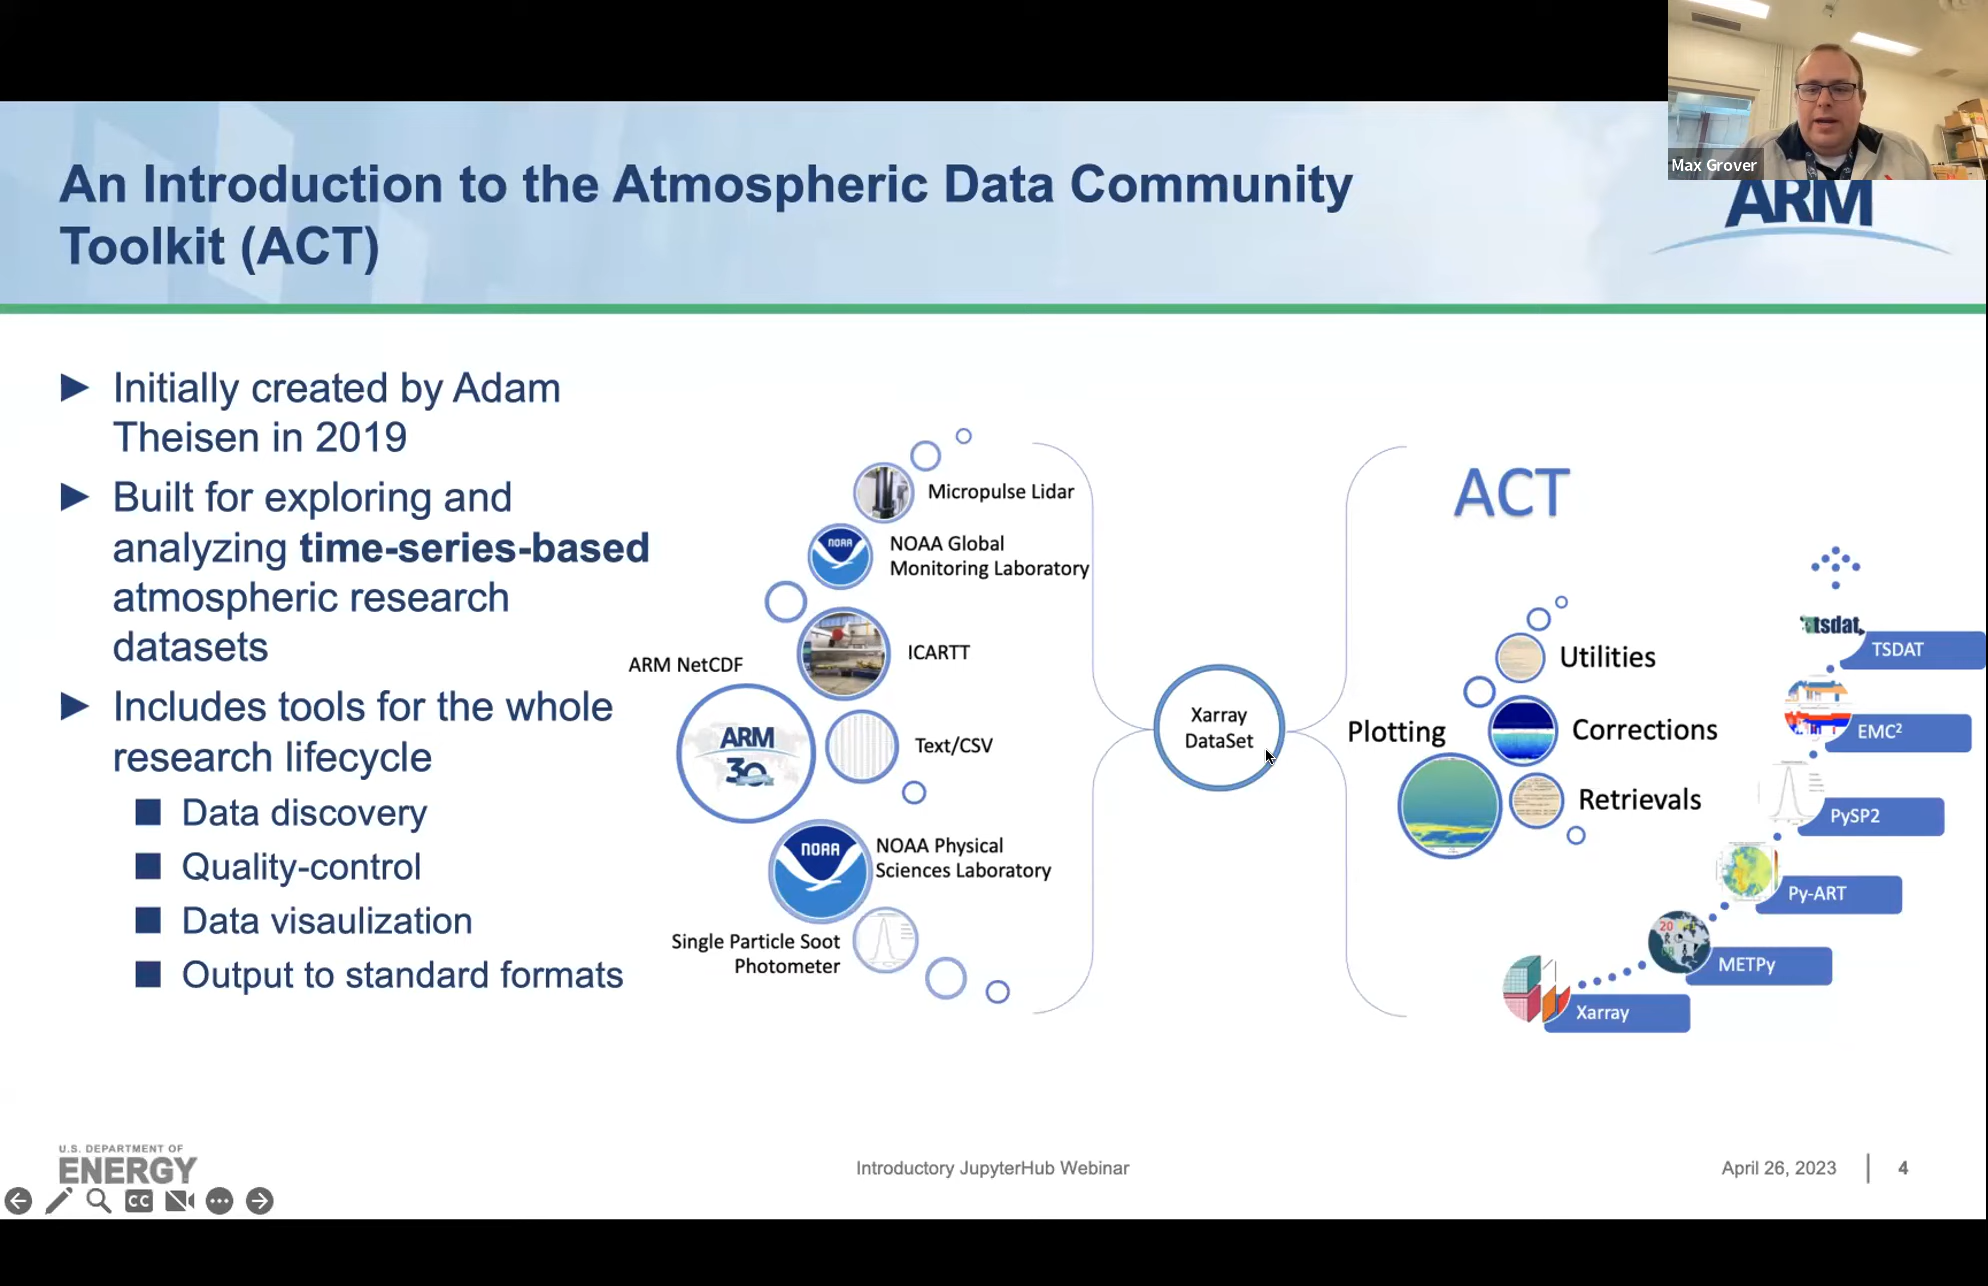 Max Grover
An Introduction to the Atmospheric Data Community
Toolkit (ACT)
ARM
Initially created by Adam
Theisen in 2019
Built for exploring and
analyzing time-series-based
atmospheric research
datasets
Includes tools for the whole
research lifecycle
Data discovery
Quality-control
Data visaulization
Output to standard formats
Micropulse Lidar
NOAA
NOAA Global
Monitoring Laboratory
ICARTT
ARM NetCDF
ARM
30
Text/CSV
NOAA
NOAA Physical
Sciences Laboratory
Single Particle Soot
Photometer
Xarray
DataSet
ACT
Utilities
Plotting
Corrections
Retrievals
tsdat
TSDAT
EMC²
PySP2
Py-ART
20
METPy
Xarray
U.S. DEPARTMENT OF
ENERGY
Introductory JupyterHub Webinar
April 26, 2023
4
CC